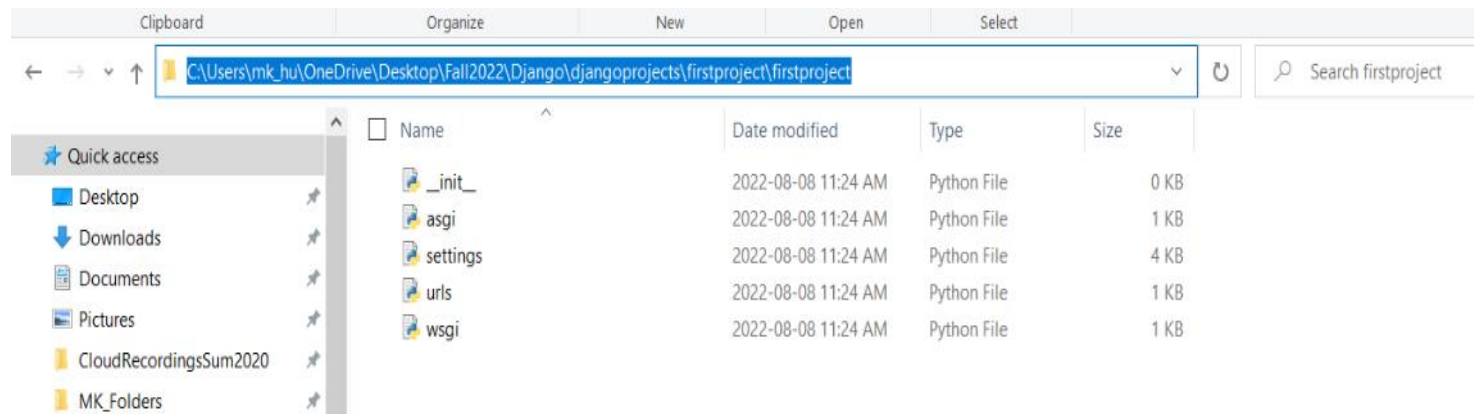 Clipboard Organize New Open Select
C:\Users\mk_hu\OneDrive\Desktop\Fall2022\Django\djangoprojects\firstproject\firstproject Search firstproject
Name Date modified Type Size
Quick access
__init__ 2022-08-08 11:24 AM Python File 0 KB
Desktop
asgi 2022-08-08 11:24 AM Python File 1 KB
Downloads
settings 2022-08-08 11:24 AM Python File 4 KB
Documents
urls 2022-08-08 11:24 AM Python File 1 KB
Pictures
wsgi 2022-08-08 11:24 AM Python File 1 KB
CloudRecordingsSum2020
MK_Folders